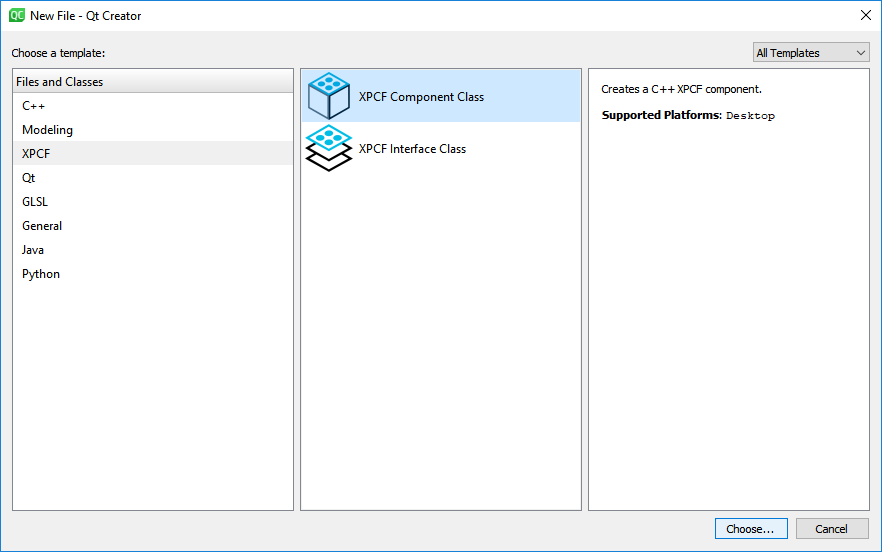 QC New File - Qt Creator
Choose a template:
All Templates
Files and Classes
C++
Modeling
XPCF
Qt
GLSL
General
Java
Python
XPCF Component Class
XPCF Interface Class
Creates a C++ XPCF component.
Supported Platforms: Desktop
Choose...
Cancel